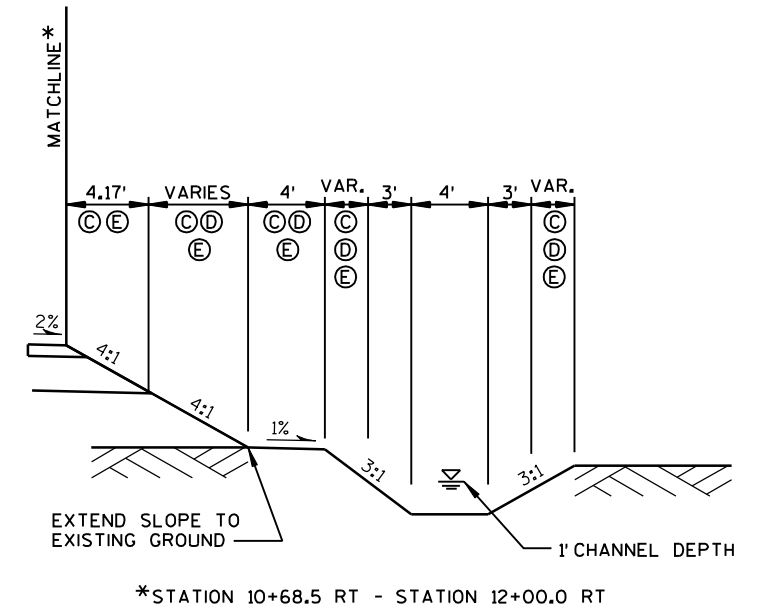 MATCHLINE*
4.17' VARIES 4' VAR. 3' 4' 3' VAR.
C E C D C D C C
E E D D
E E
2%
4:1
4:1
1%
3:1
3:1
EXTEND SLOPE TO
EXISTING GROUND
1' CHANNEL DEPTH
*STATION 10+68.5 RT - STATION 12+00.0 RT